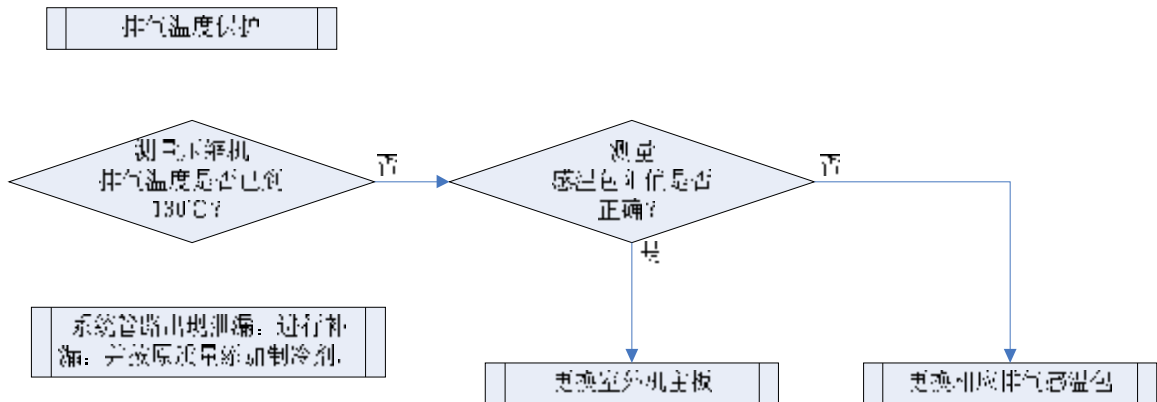 排气温度保护
测量压缩机
排气温度是否已到
130℃?
否
测量
感温包阻值是否
正确?
否
是
系统管路出现泄漏:进行补
漏:并按原质量添加制冷剂.
更换室外机主板
更换相应排气感温包